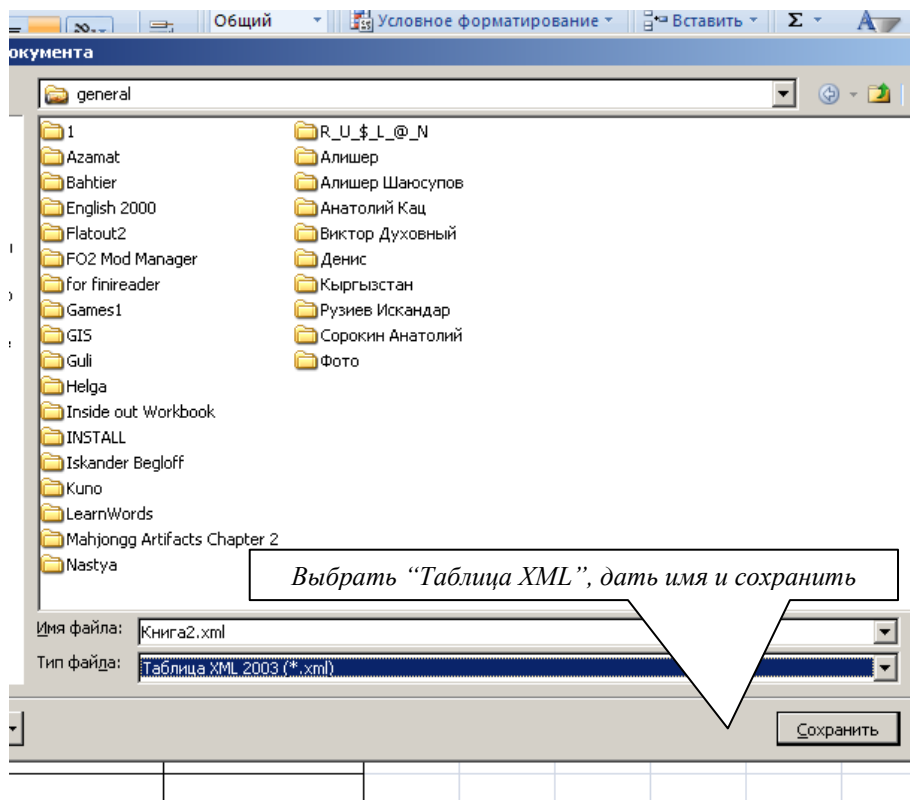 Общий
Условное форматирование
Вставить
Σ
A
окумента
general
1
Azamat
Bahtier
English 2000
Flatout2
FO2 Mod Manager
for finireader
Games1
GIS
Guli
Helga
Inside out Workbook
INSTALL
Iskander Begloff
Kuno
LearnWords
Mahjongg Artifacts Chapter 2
Nastya
R_U_$_L_@_N
Алишер
Алишер Шаюсупов
Анатолий Кац
Виктор Духовный
Денис
Кыргызстан
Рузиев Искандар
Сорокин Анатолий
Фото
Выбрать “Таблица XML”, дать имя и сохранить
Имя файла: Книга2.xml
Тип файла: Таблица XML 2003 (*.xml)
Сохранить